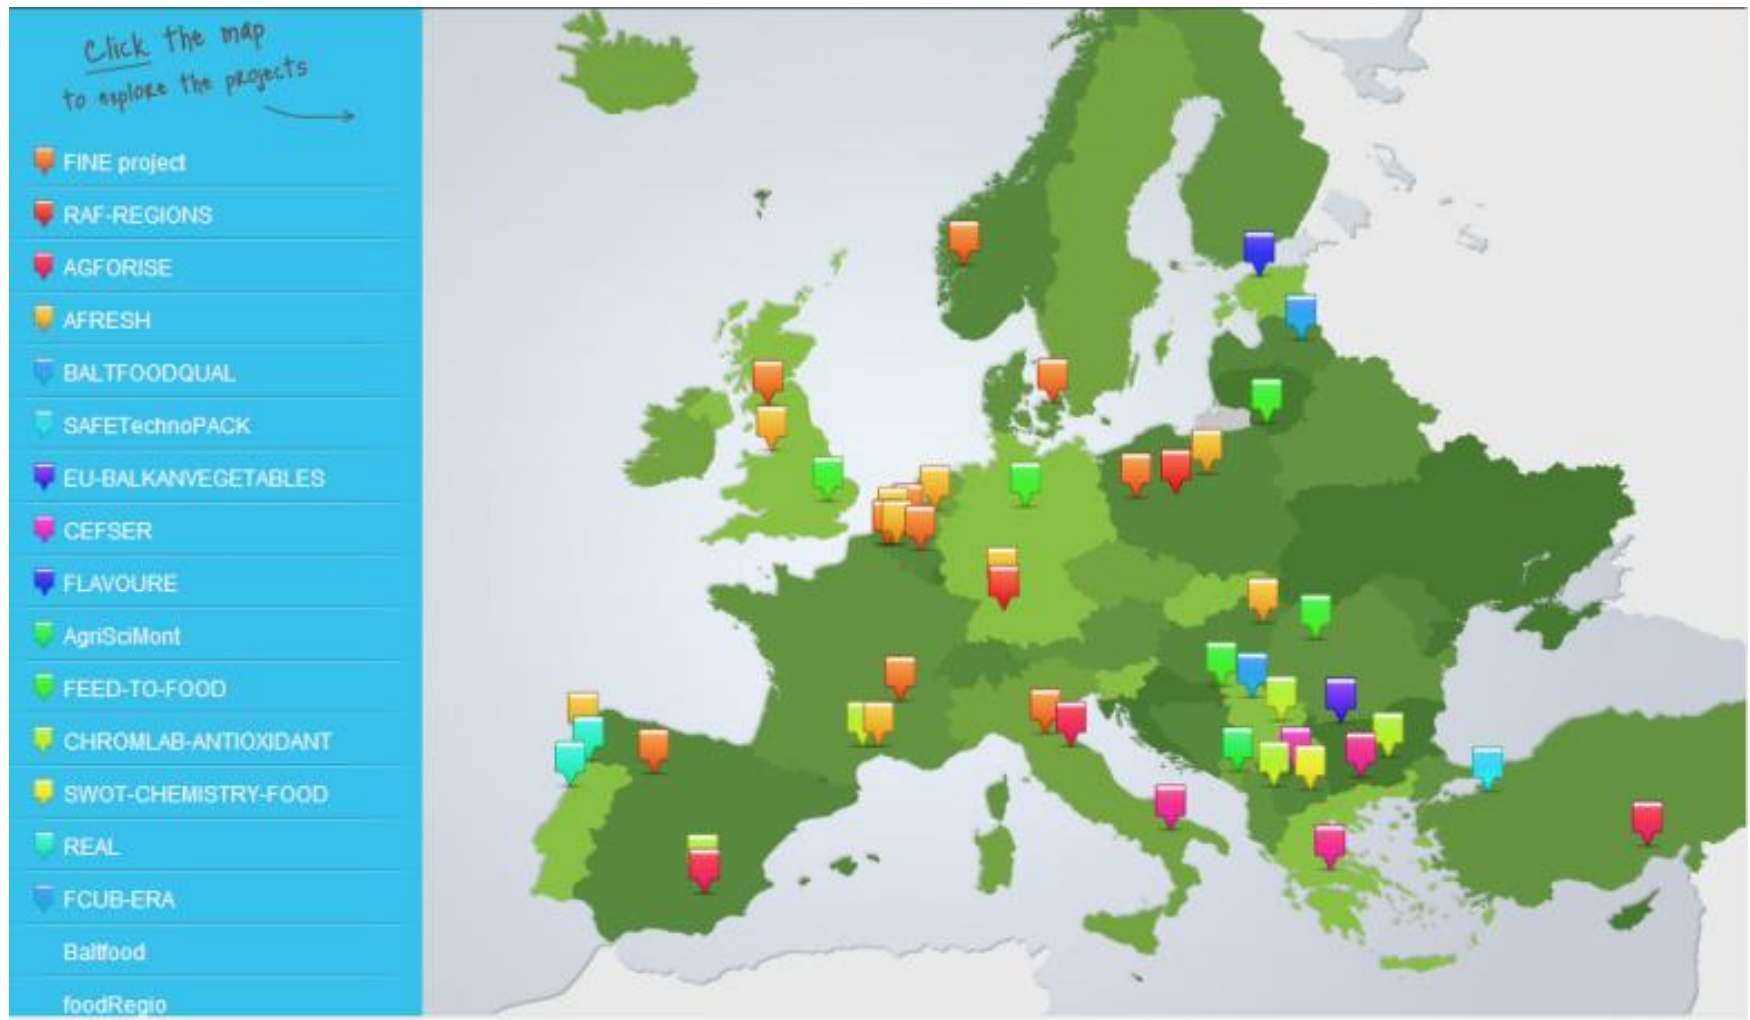 Click the map
to explore the projects
FINE project
RAF-REGIONS
AGFORISE
AFRESH
BALTFOODQUAL
SAFETechnoPACK
EU-BALKANVEGETABLES
CEFSER
FLAVOURE
AgriSciMont
FEED-TO-FOOD
CHROMLAB-ANTIOXIDANT
SWOT-CHEMISTRY-FOOD
REAL
FCUB-ERA
Baltfood
foodRegio